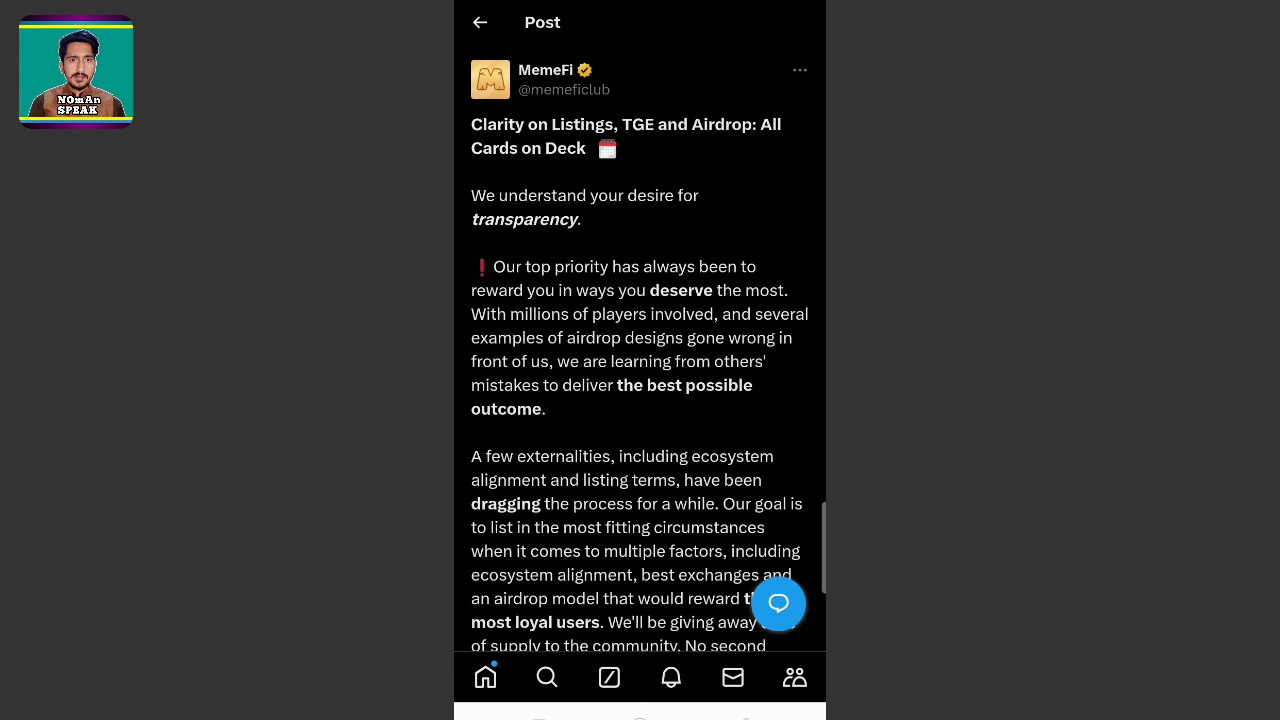 NOmAn
SPEAK
Post
MemeFi
@memeficlub
Clarity on Listings, TGE and Airdrop: All
Cards on Deck
We understand your desire for
transparency.
❗Our top priority has always been to
reward you in ways you deserve the most.
With millions of players involved, and several
examples of airdrop designs gone wrong in
front of us, we are learning from others'
mistakes to deliver the best possible
outcome.
A few externalities, including ecosystem
alignment and listing terms, have been
dragging the process for a while. Our goal is
to list in the most fitting circumstances
when it comes to multiple factors, including
ecosystem alignment, best exchanges and
an airdrop model that would reward
most loyal users. We'll be giving away
of supply to the community. No second